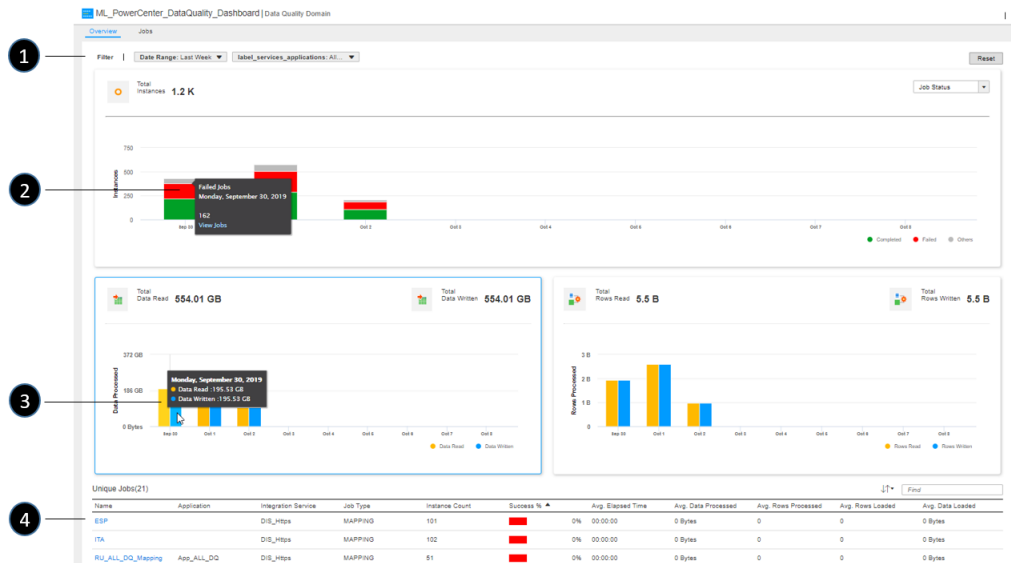 ML_PowerCenter_DataQuality_Dashboard | Data Quality Domain
Overview Jobs
1
Filter | Date Range: Last Week label_services_applications: All... Reset
Total
Instances 1.2 K
Job Status
750
500
250
0
Instances
2
Failed Jobs
Monday, September 30, 2019
162
View Jobs
Sep 30 Oct 2 Oct 3 Oct 4 Oct 5 Oct 6 Oct 7 Oct 8
Completed Failed Others
Total
Data Read 554.01 GB
Total
Data Written 554.01 GB
Total
Rows Read 5.5 B
Total
Rows Written 5.5 B
3
372 GB
186 GB
0 Bytes
Data Processed
Monday, September 30, 2019
Data Read :195.53 GB
Data Written :195.53 GB
Sep 30 Oct 1 Oct 2 Oct 3 Oct 4 Oct 5 Oct 6 Oct 7 Oct 8
Data Read Data Written
3 B
2 B
1 B
0
Rows Processed
Sep 30 Oct 1 Oct 2 Oct 3 Oct 4 Oct 5 Oct 6 Oct 7 Oct 8
Rows Read Rows Written
Unique Jobs(21) Find
Name Application Integration Service Job Type Instance Count Success % Avg. Elapsed Time Avg. Data Processed Avg. Rows Processed Avg. Rows Loaded Avg. Data Loaded
4
ESP DIS_Https MAPPING 101 0% 00:00:00 0 Bytes 0 0 0 Bytes
ITA DIS_Https MAPPING 102 0% 00:00:00 0 Bytes 0 0 0 Bytes
RU_ALL_DQ_Mapping App_ALL_DQ DIS_Https MAPPING 51 0% 00:00:00 0 Bytes 0 0 0 Bytes